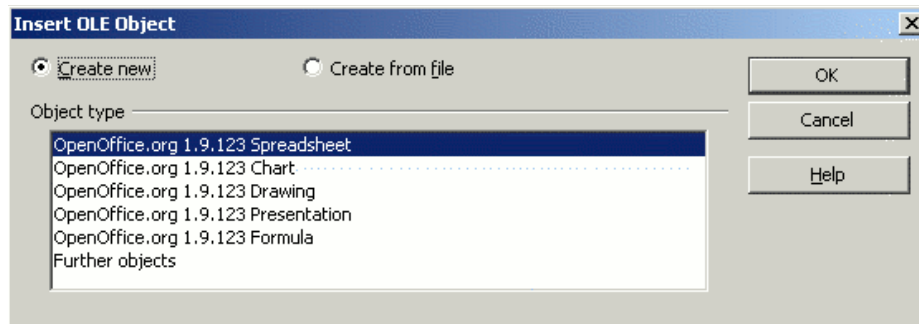 Insert OLE Object
Create new
Create from file
OK
Object type
Cancel
OpenOffice.org 1.9.123 Spreadsheet
OpenOffice.org 1.9.123 Chart
Help
OpenOffice.org 1.9.123 Drawing
OpenOffice.org 1.9.123 Presentation
OpenOffice.org 1.9.123 Formula
Further objects